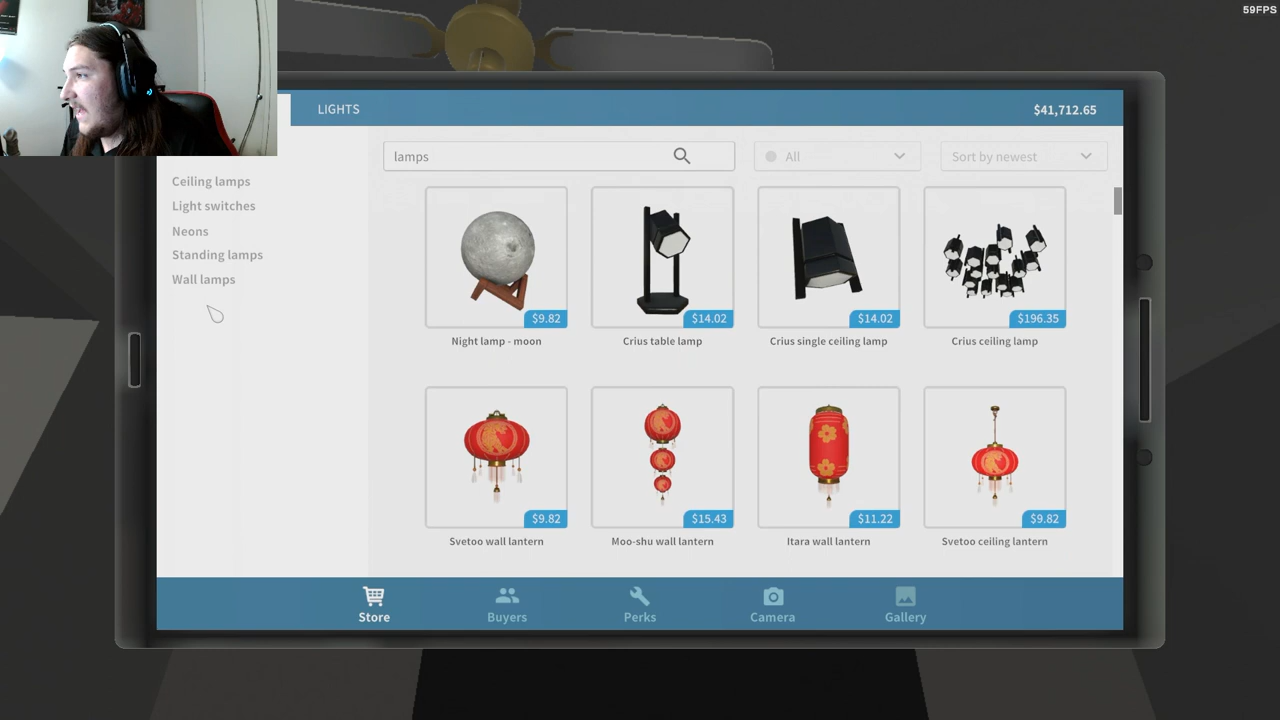 59FPS
LIGHTS
$41,712.65
lamps
All
Sort by newest
Ceiling lamps
Light switches
Neons
Standing lamps
Wall lamps
$9.82
$14.02
$14.02
$196.35
Night lamp - moon
Crius table lamp
Crius single ceiling lamp
Crius ceiling lamp
$9.82
$15.43
$11.22
$9.82
Svetoo wall lantern
Moo-shu wall lantern
Itara wall lantern
Svetoo ceiling lantern
Store
Buyers
Perks
Camera
Gallery